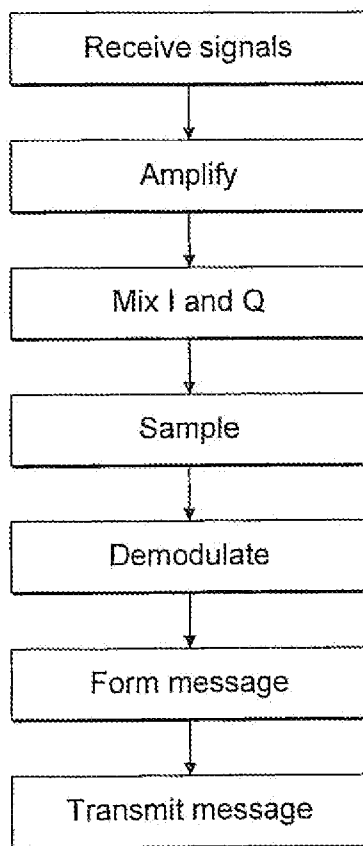 Receive signals
Amplify
Mix I and Q
Sample
Demodulate
Form message
Transmit message